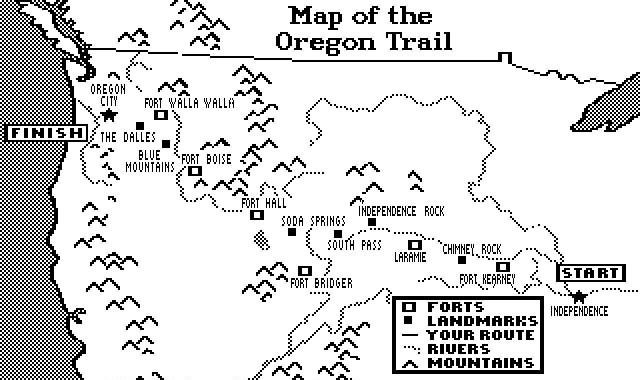 Map of the
Oregon Trail
OREGON
CITY
FORT WALLA WALLA
FINISH
THE DALLES
BLUE
MOUNTAINS
FORT BOISE
FORT HALL
SODA SPRINGS
INDEPENDENCE ROCK
SOUTH PASS
LARAMIE
CHIMNEY ROCK
FORT KEARNEY
FORT BRIDGER
START
INDEPENDENCE
FORTS
LANDMARKS
YOUR ROUTE
RIVERS
MOUNTAINS